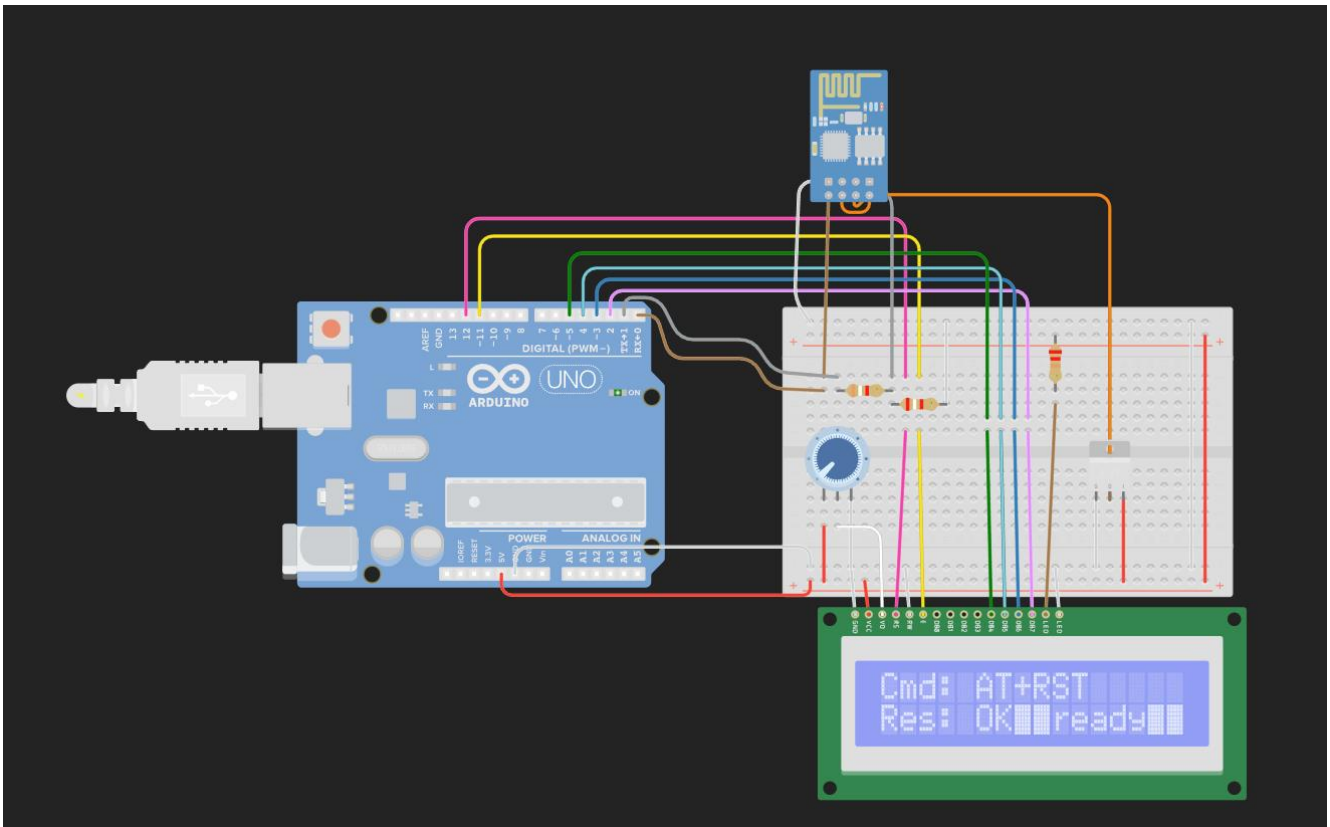 AREF
GND
13
12
~11
~10
~9
8
7
~6
~5
4
~3
2
TX→1
RX←0
DIGITAL (PWM~)
L
TX
RX
ARDUINO
UNO
ON
POWER
ANALOG IN
IOREF
RESET
3.3V
5V
GND
GND
Vin
A0
A1
A2
A3
A4
A5
GND
VCC
VO
RS
RW
E
DB0
DB1
DB2
DB3
DB4
DB5
DB6
DB7
LED
LED
Cmd: AT+RST
Res: OK ready